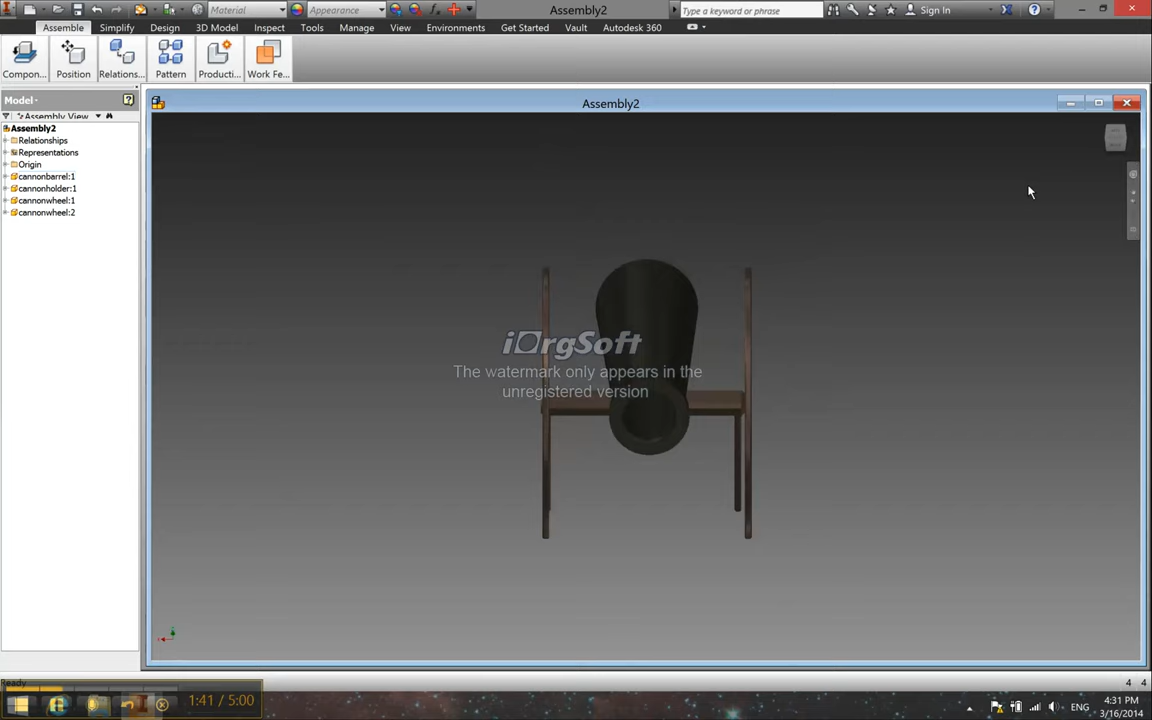 Material
Appearance
Assembly2
Type a keyword or phrase
Sign In
Assemble Simplify Design 3D Model Inspect Tools Manage View Environments Get Started Vault Autodesk 360
Compon... Position Relations... Pattern Producti... Work Fe...
Model
Assembly View
Assembly2
Relationships
Representations
Origin
cannonbarrel:1
cannonholder:1
cannonwheel:1
cannonwheel:2
Assembly2
iOrgSoft
The watermark only appears in the
unregistered version
Ready
4 4
1:41 / 5:00
ENG
4:31 PM
3/16/2014